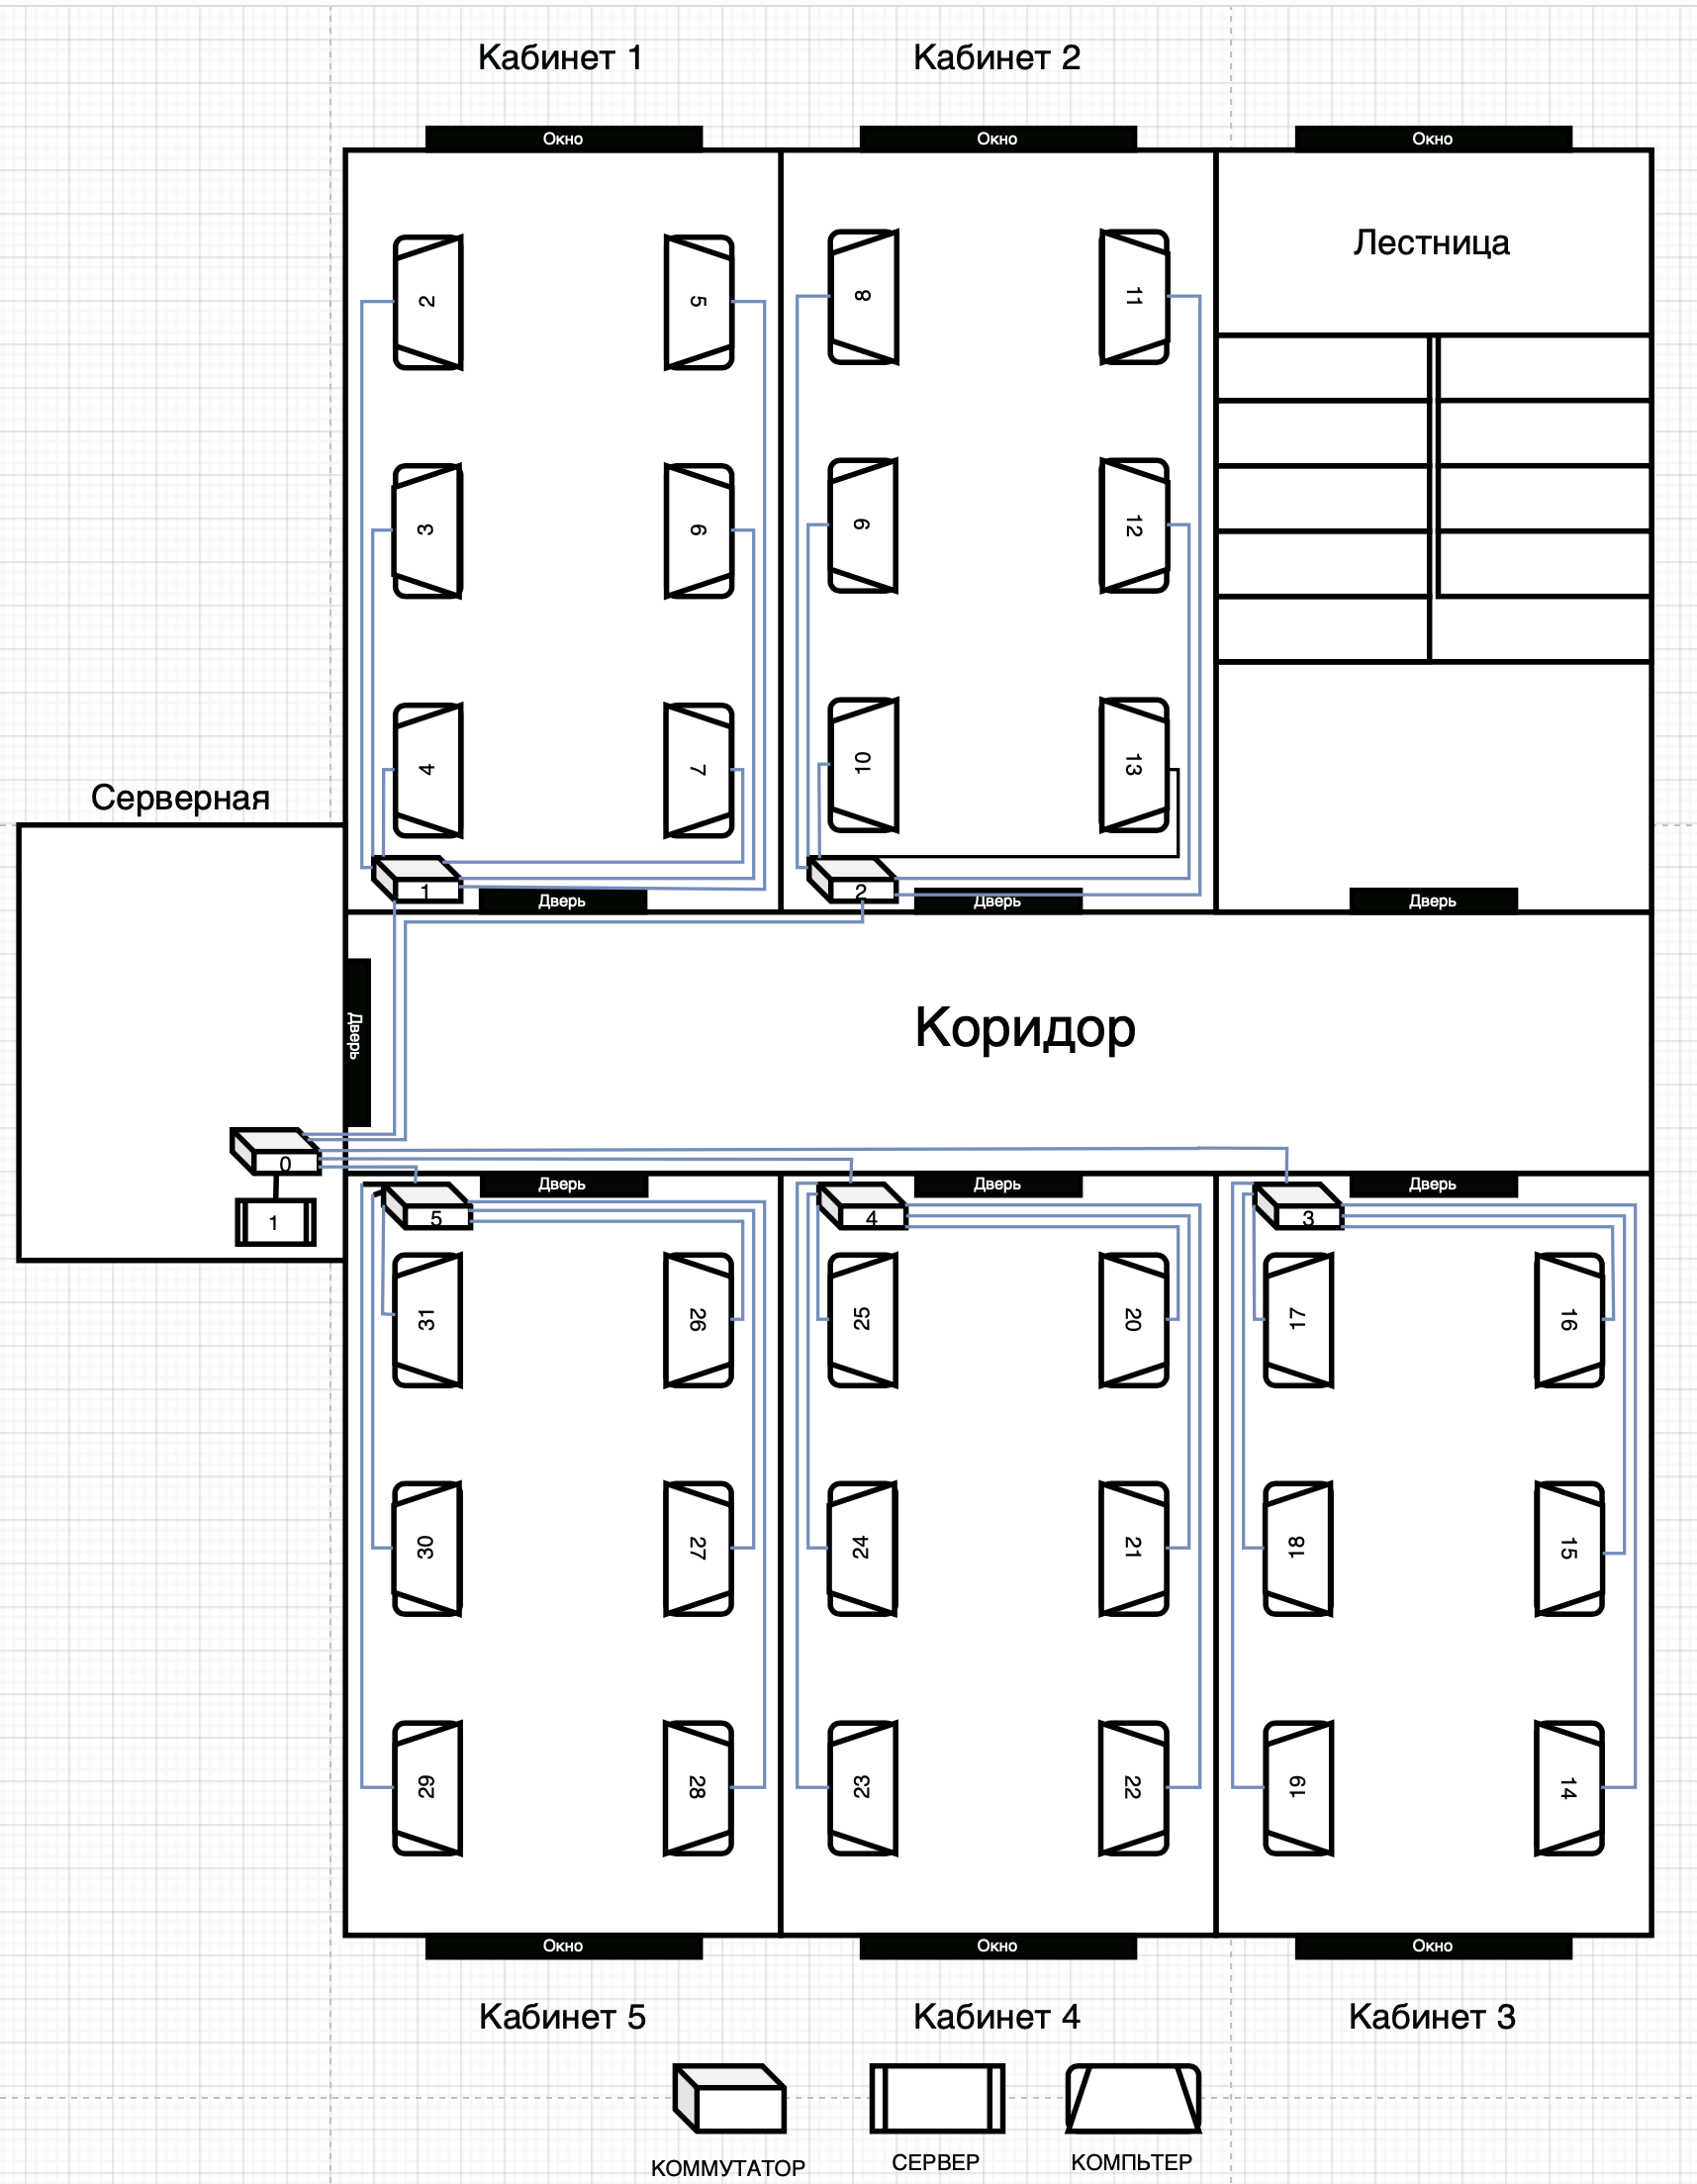 Кабинет 1
Кабинет 2
Окно
Окно
Окно
Лестница
2
5
8
11
3
6
9
12
4
7
10
13
Серверная
1
2
Дверь
Дверь
Дверь
Дверь
Коридор
0
1
Дверь
Дверь
Дверь
5
4
3
31
26
25
20
17
16
30
27
24
21
18
15
29
28
23
22
19
14
Окно
Окно
Окно
Кабинет 5
Кабинет 4
Кабинет 3
КОММУТАТОР
СЕРВЕР
КОМПЬТЕР